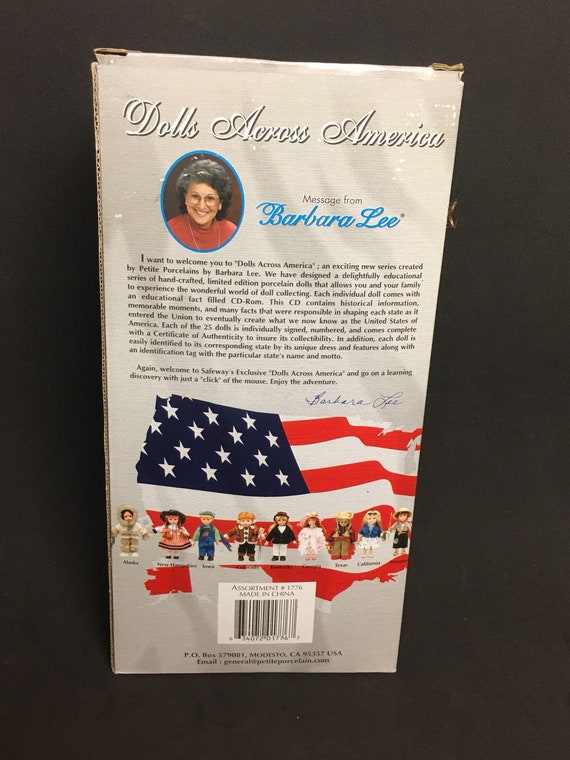 Dolls Across America
Message from
Barbara Lee®
I want to welcome you to "Dolls Across America" ; an exciting new series created
by Petite Porcelains by Barbara Lee. We have designed a delightfully educational
series of hand-crafted, limited edition porcelain dolls that allows you and your family
to experience the wonderful world of doll collecting. Each individual doll comes with
an educational fact filled CD-Rom. This CD contains historical information,
memorable moments, and many facts that were responsible in shaping each state as it
entered the Union to eventually create what we now know as the United States of
America. Each of the 25 dolls is individually signed, numbered, and comes complete
with a Certificate of Authenticity to insure its collectibility. In addition, each doll is
easily identified to its corresponding state by its unique dress and features along with
an identification tag with the particular state's name and motto.
Again, welcome to Safeway's Exclusive "Dolls Across America" and go on a learning
discovery with just a "click" of the mouse. Enjoy the adventure.
Barbara Lee
Alaska New Hampshire Iowa Colorado Kentucky Georgia Texas California
ASSORTMENT # 1776
MADE IN CHINA
6 34072 01776 7
P.O. Box 579081, MODESTO, CA 95357 USA
Email : general@petiteporcelain.com